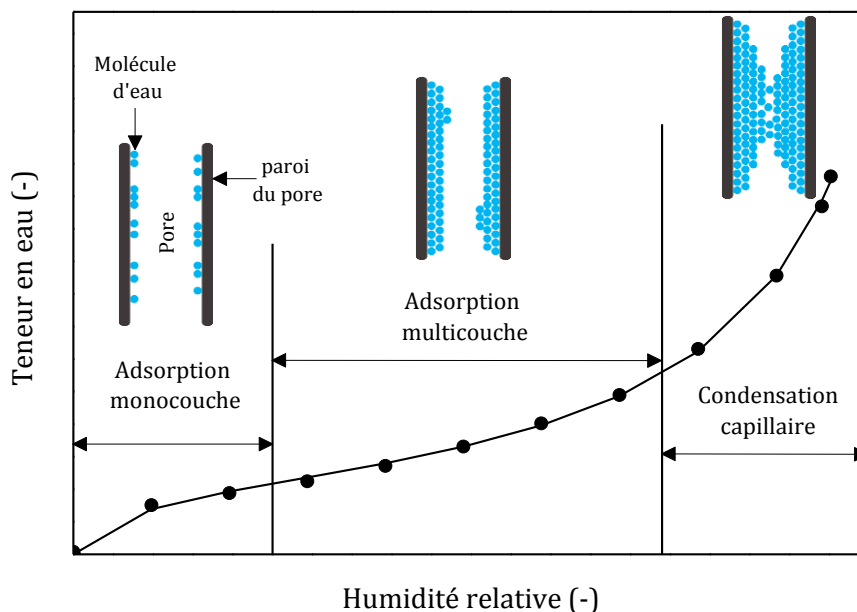 Molécule
d'eau
paroi
du pore
Pore
Adsorption
monocouche
Adsorption
multicouche
Condensation
capillaire
Teneur en eau (-)
Humidité relative (-)